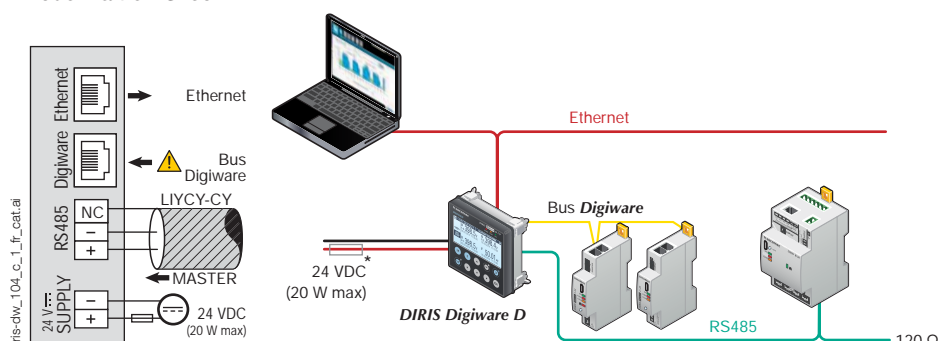 Ethernet
Ethernet
Digiware
Bus
Digiware
RS485
NC
LIYCY-CY
–
+
MASTER
24 V
SUPPLY
–
+
24 VDC
(20 W max)
ris-dw_104_c_1_fr_cat.ai
Ethernet
Bus Digiware
24 VDC
*
(20 W max)
DIRIS Digiware D
RS485
120 Ω